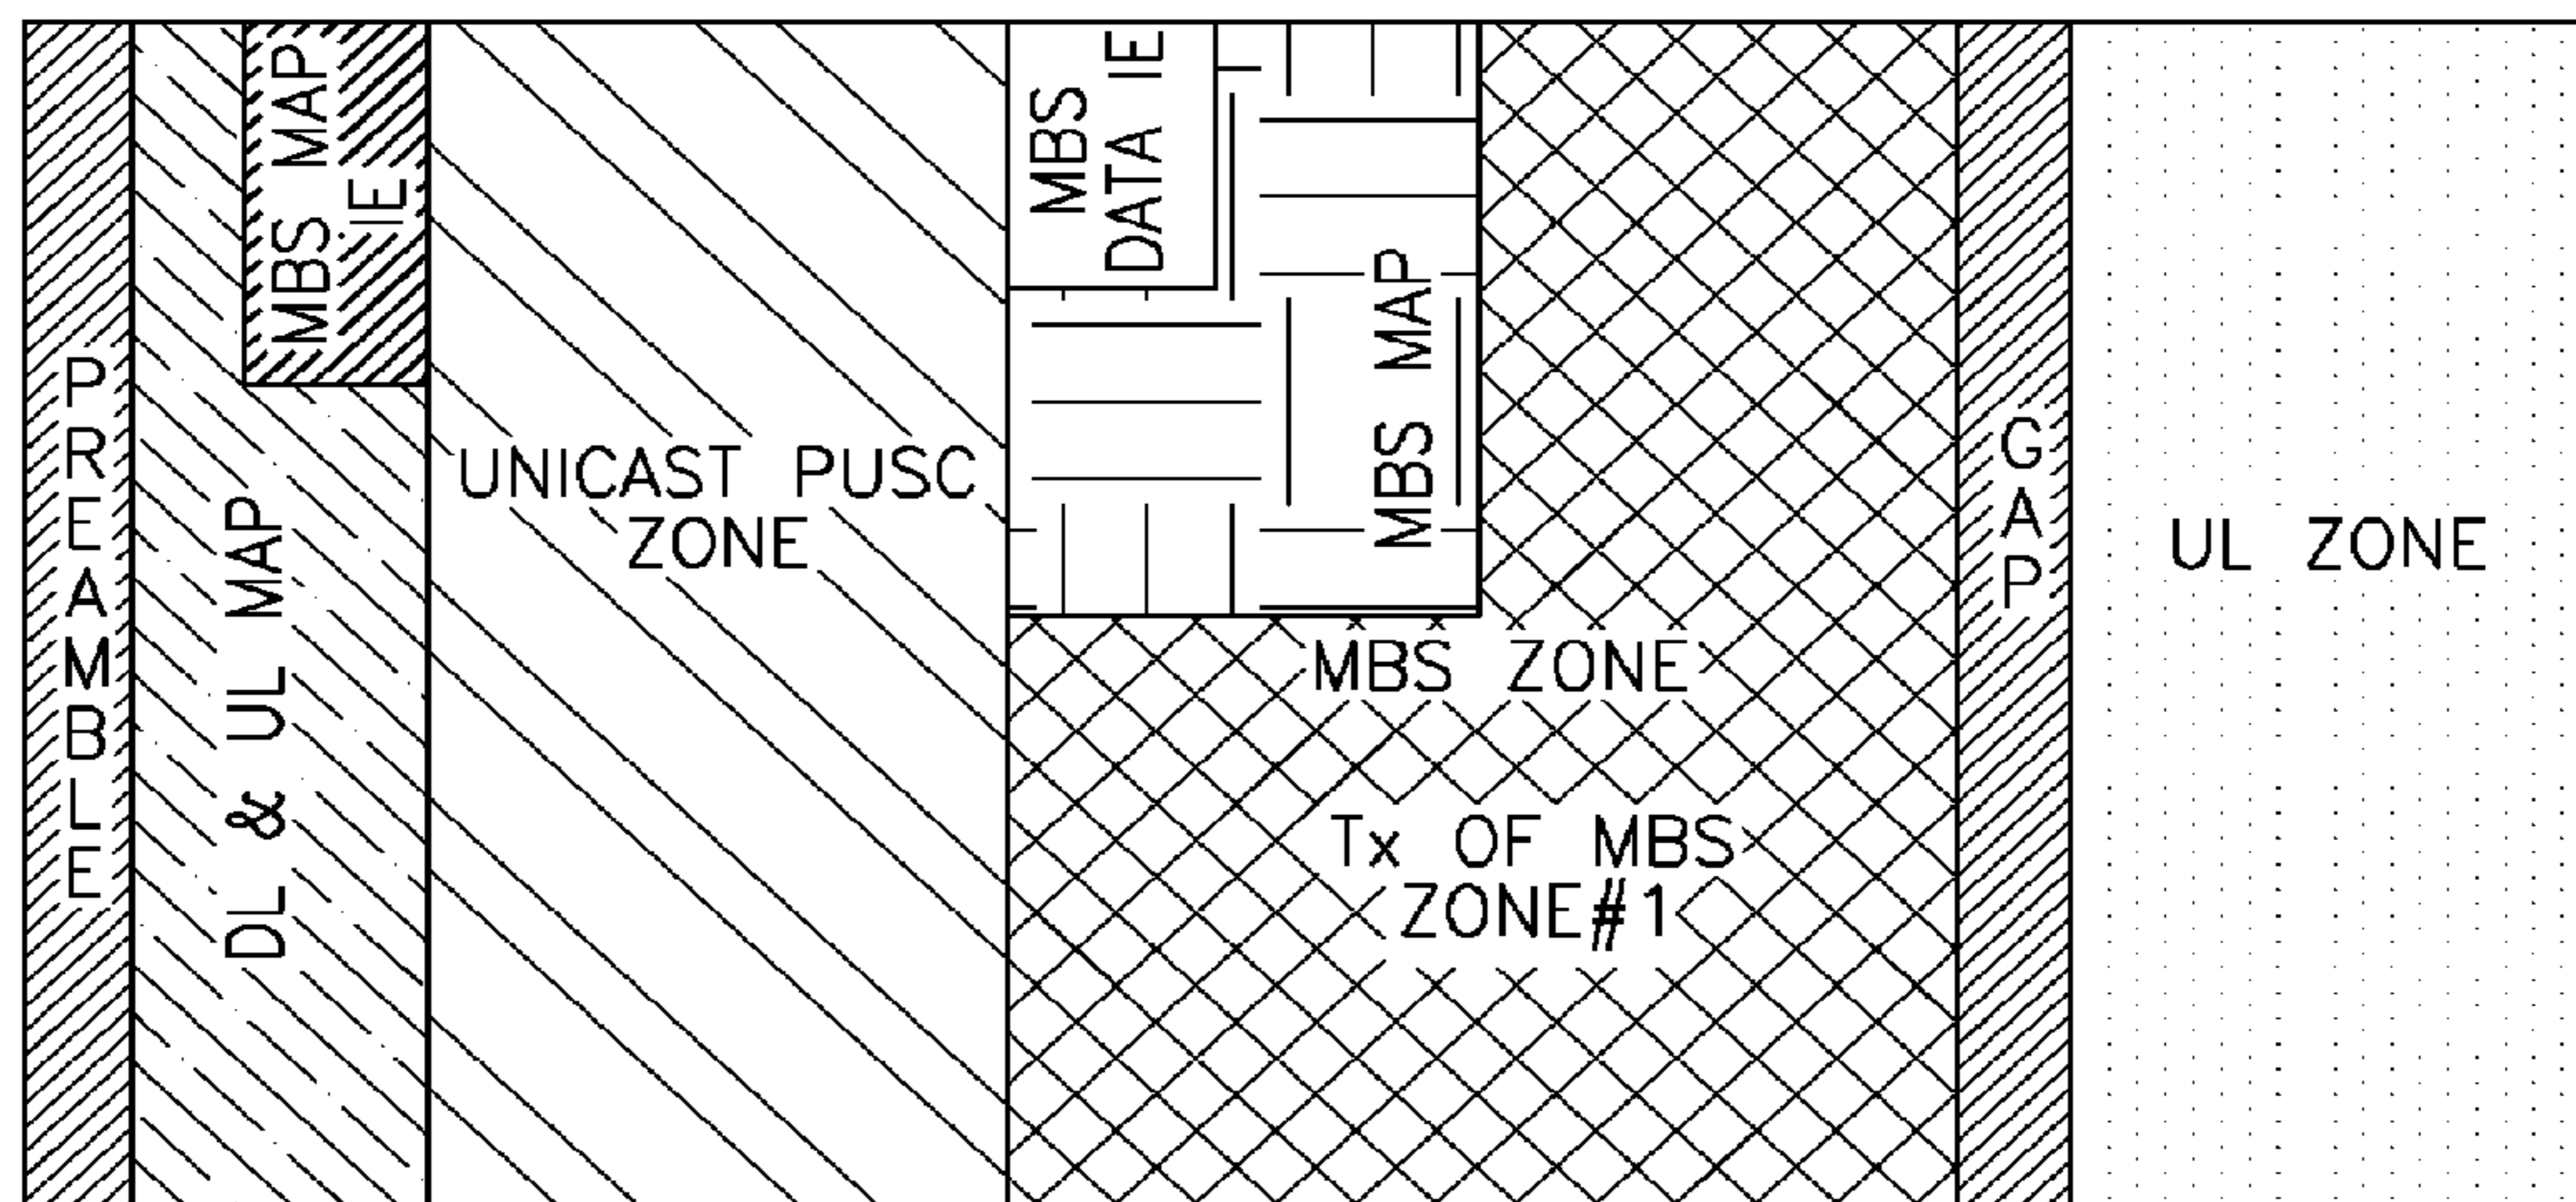 PREAMBLE
DL & UL MAP
MBS MAP
IE
UNICAST PUSC
ZONE
MBS
DATA IE
MBS MAP
MBS ZONE
Tx OF MBS
ZONE#1
GAP
UL ZONE